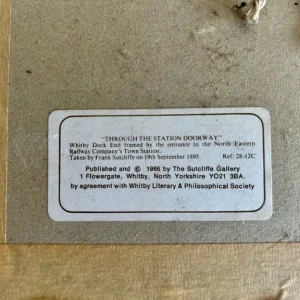 "THROUGH THE STATION DOORWAY"
Whitby Dock End framed by the entrance to the North Eastern
Railway Company's Town Station.
Taken by Frank Sutcliffe on 19th September 1895. Ref: 28-12C
Published and © 1986 by The Sutcliffe Gallery
1 Flowergate, Whitby, North Yorkshire YO21 3BA.
by agreement with Whitby Literary & Philosophical Society